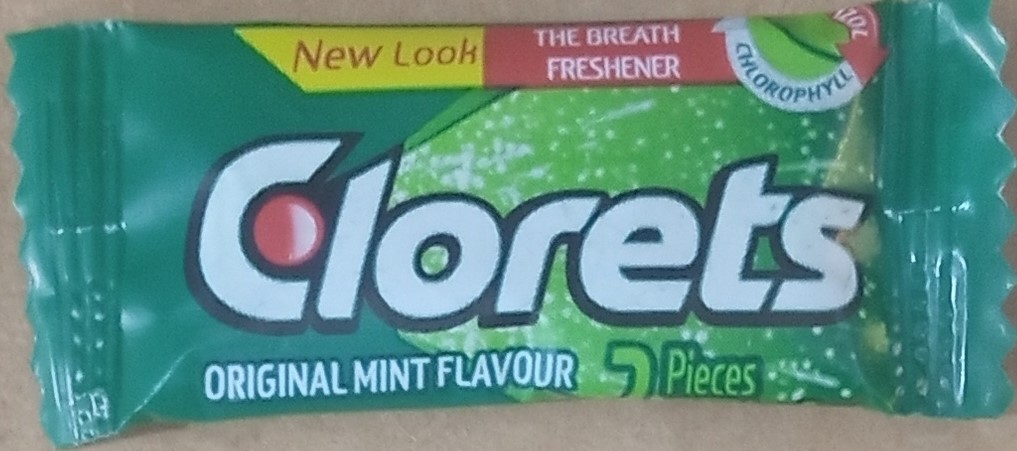 New Look
THE BREATH
FRESHENER
CHLOROPHYLL
Clorets
ORIGINAL MINT FLAVOUR
Pieces